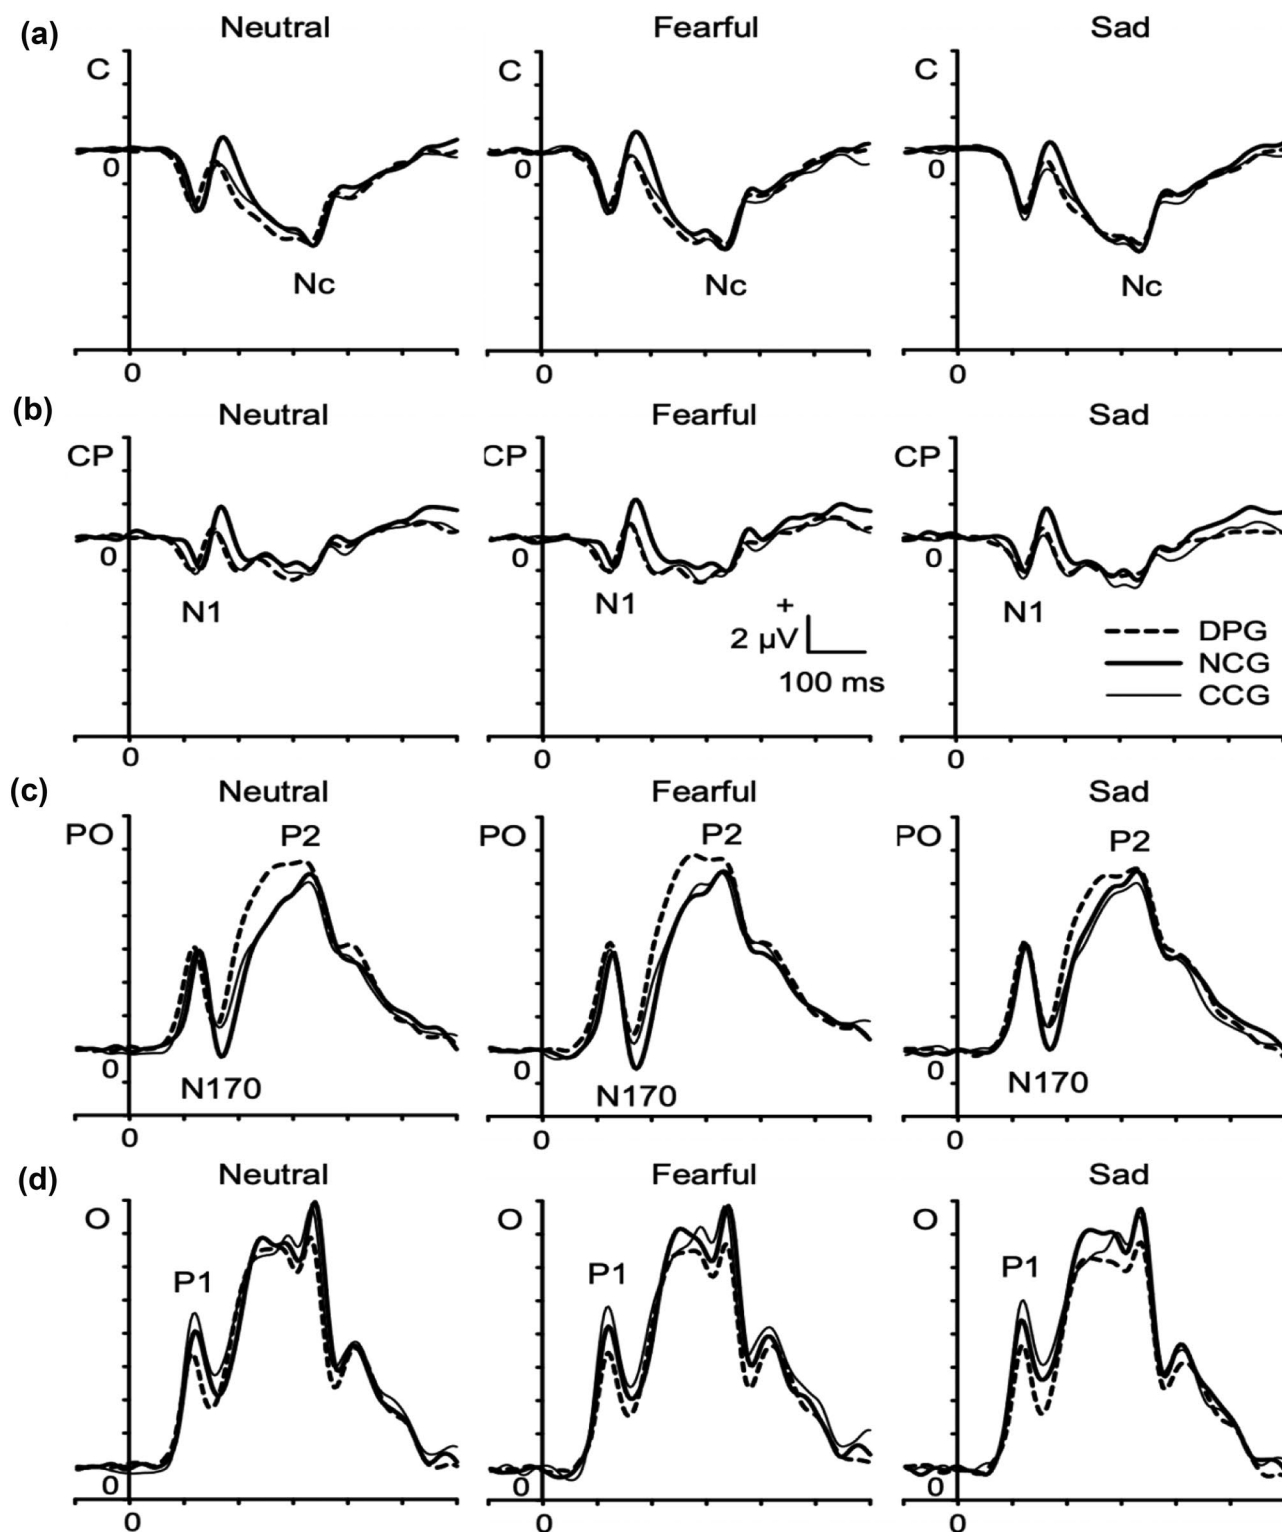 (a)
Neutral
Fearful
Sad
C
C
C
0
0
0
Nc
Nc
Nc
0
0
0
(b)
Neutral
Fearful
Sad
CP
CP
CP
0
0
0
N1
N1
N1
+
2 µV
100 ms
DPG
NCG
CCG
0
0
0
(c)
Neutral
Fearful
Sad
PO
PO
PO
P2
P2
P2
0
0
0
N170
N170
N170
0
0
0
(d)
Neutral
Fearful
Sad
O
O
O
P1
P1
P1
0
0
0
0
0
0